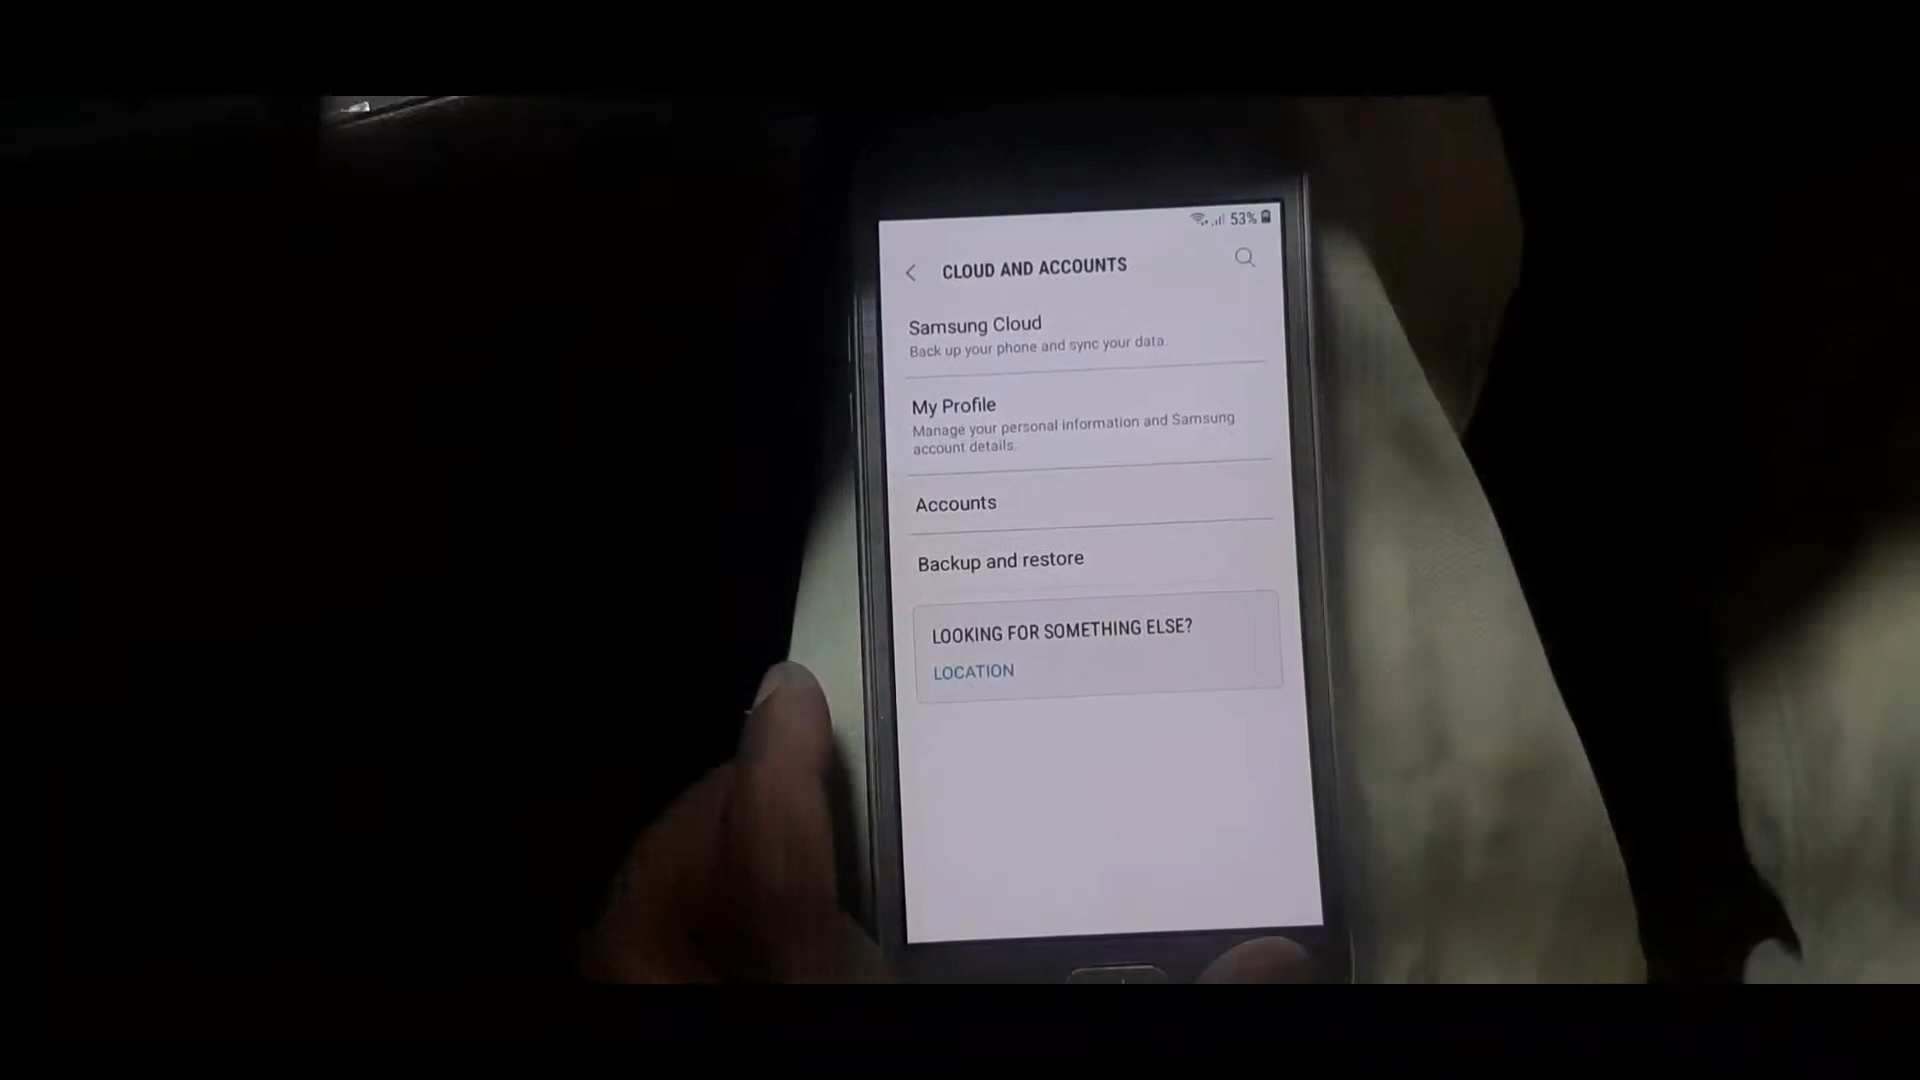 53%
CLOUD AND ACCOUNTS
Samsung Cloud
Back up your phone and sync your data.
My Profile
Manage your personal information and Samsung
account details.
Accounts
Backup and restore
LOOKING FOR SOMETHING ELSE?
LOCATION